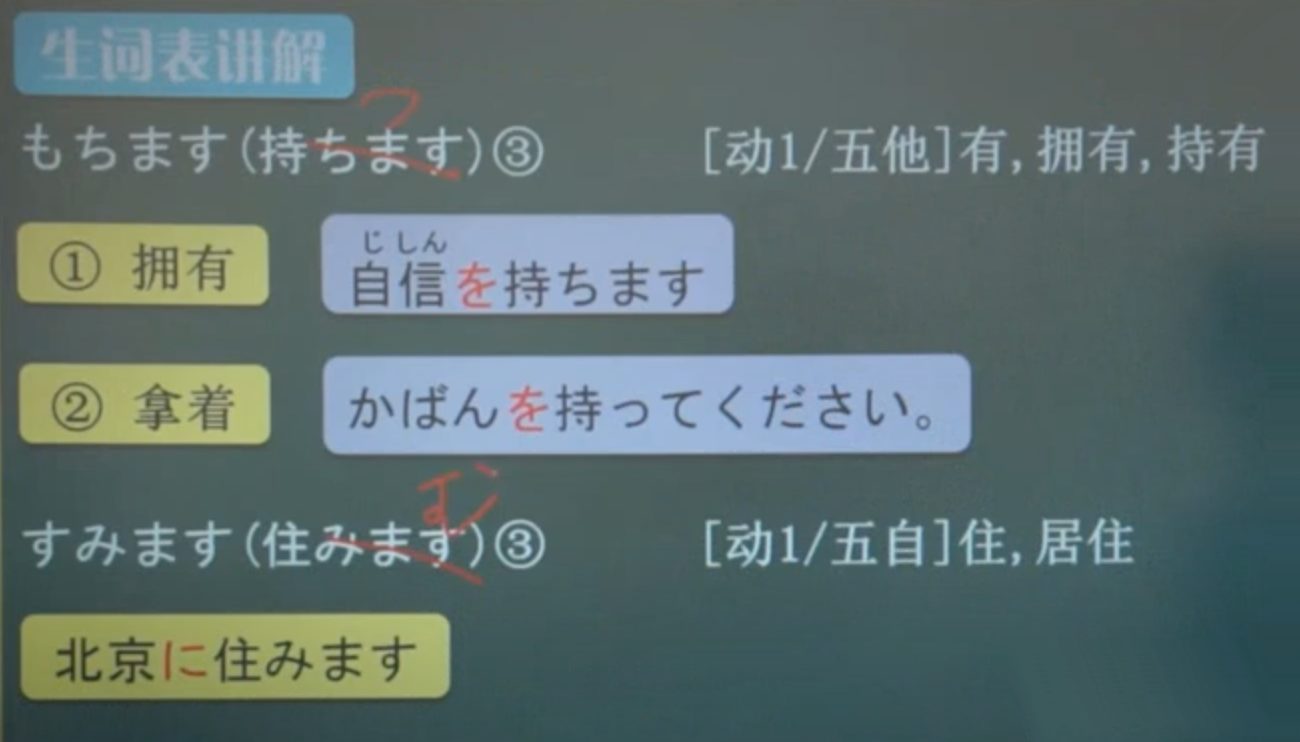 生词表讲解
つ
もちます(持ちます)③ [动1/五他]有,拥有,持有
① 拥有
じしん
自信を持ちます
② 拿着
かばんを持ってください。
む
すみます(住みます)③ [动1/五自]住,居住
北京に住みます